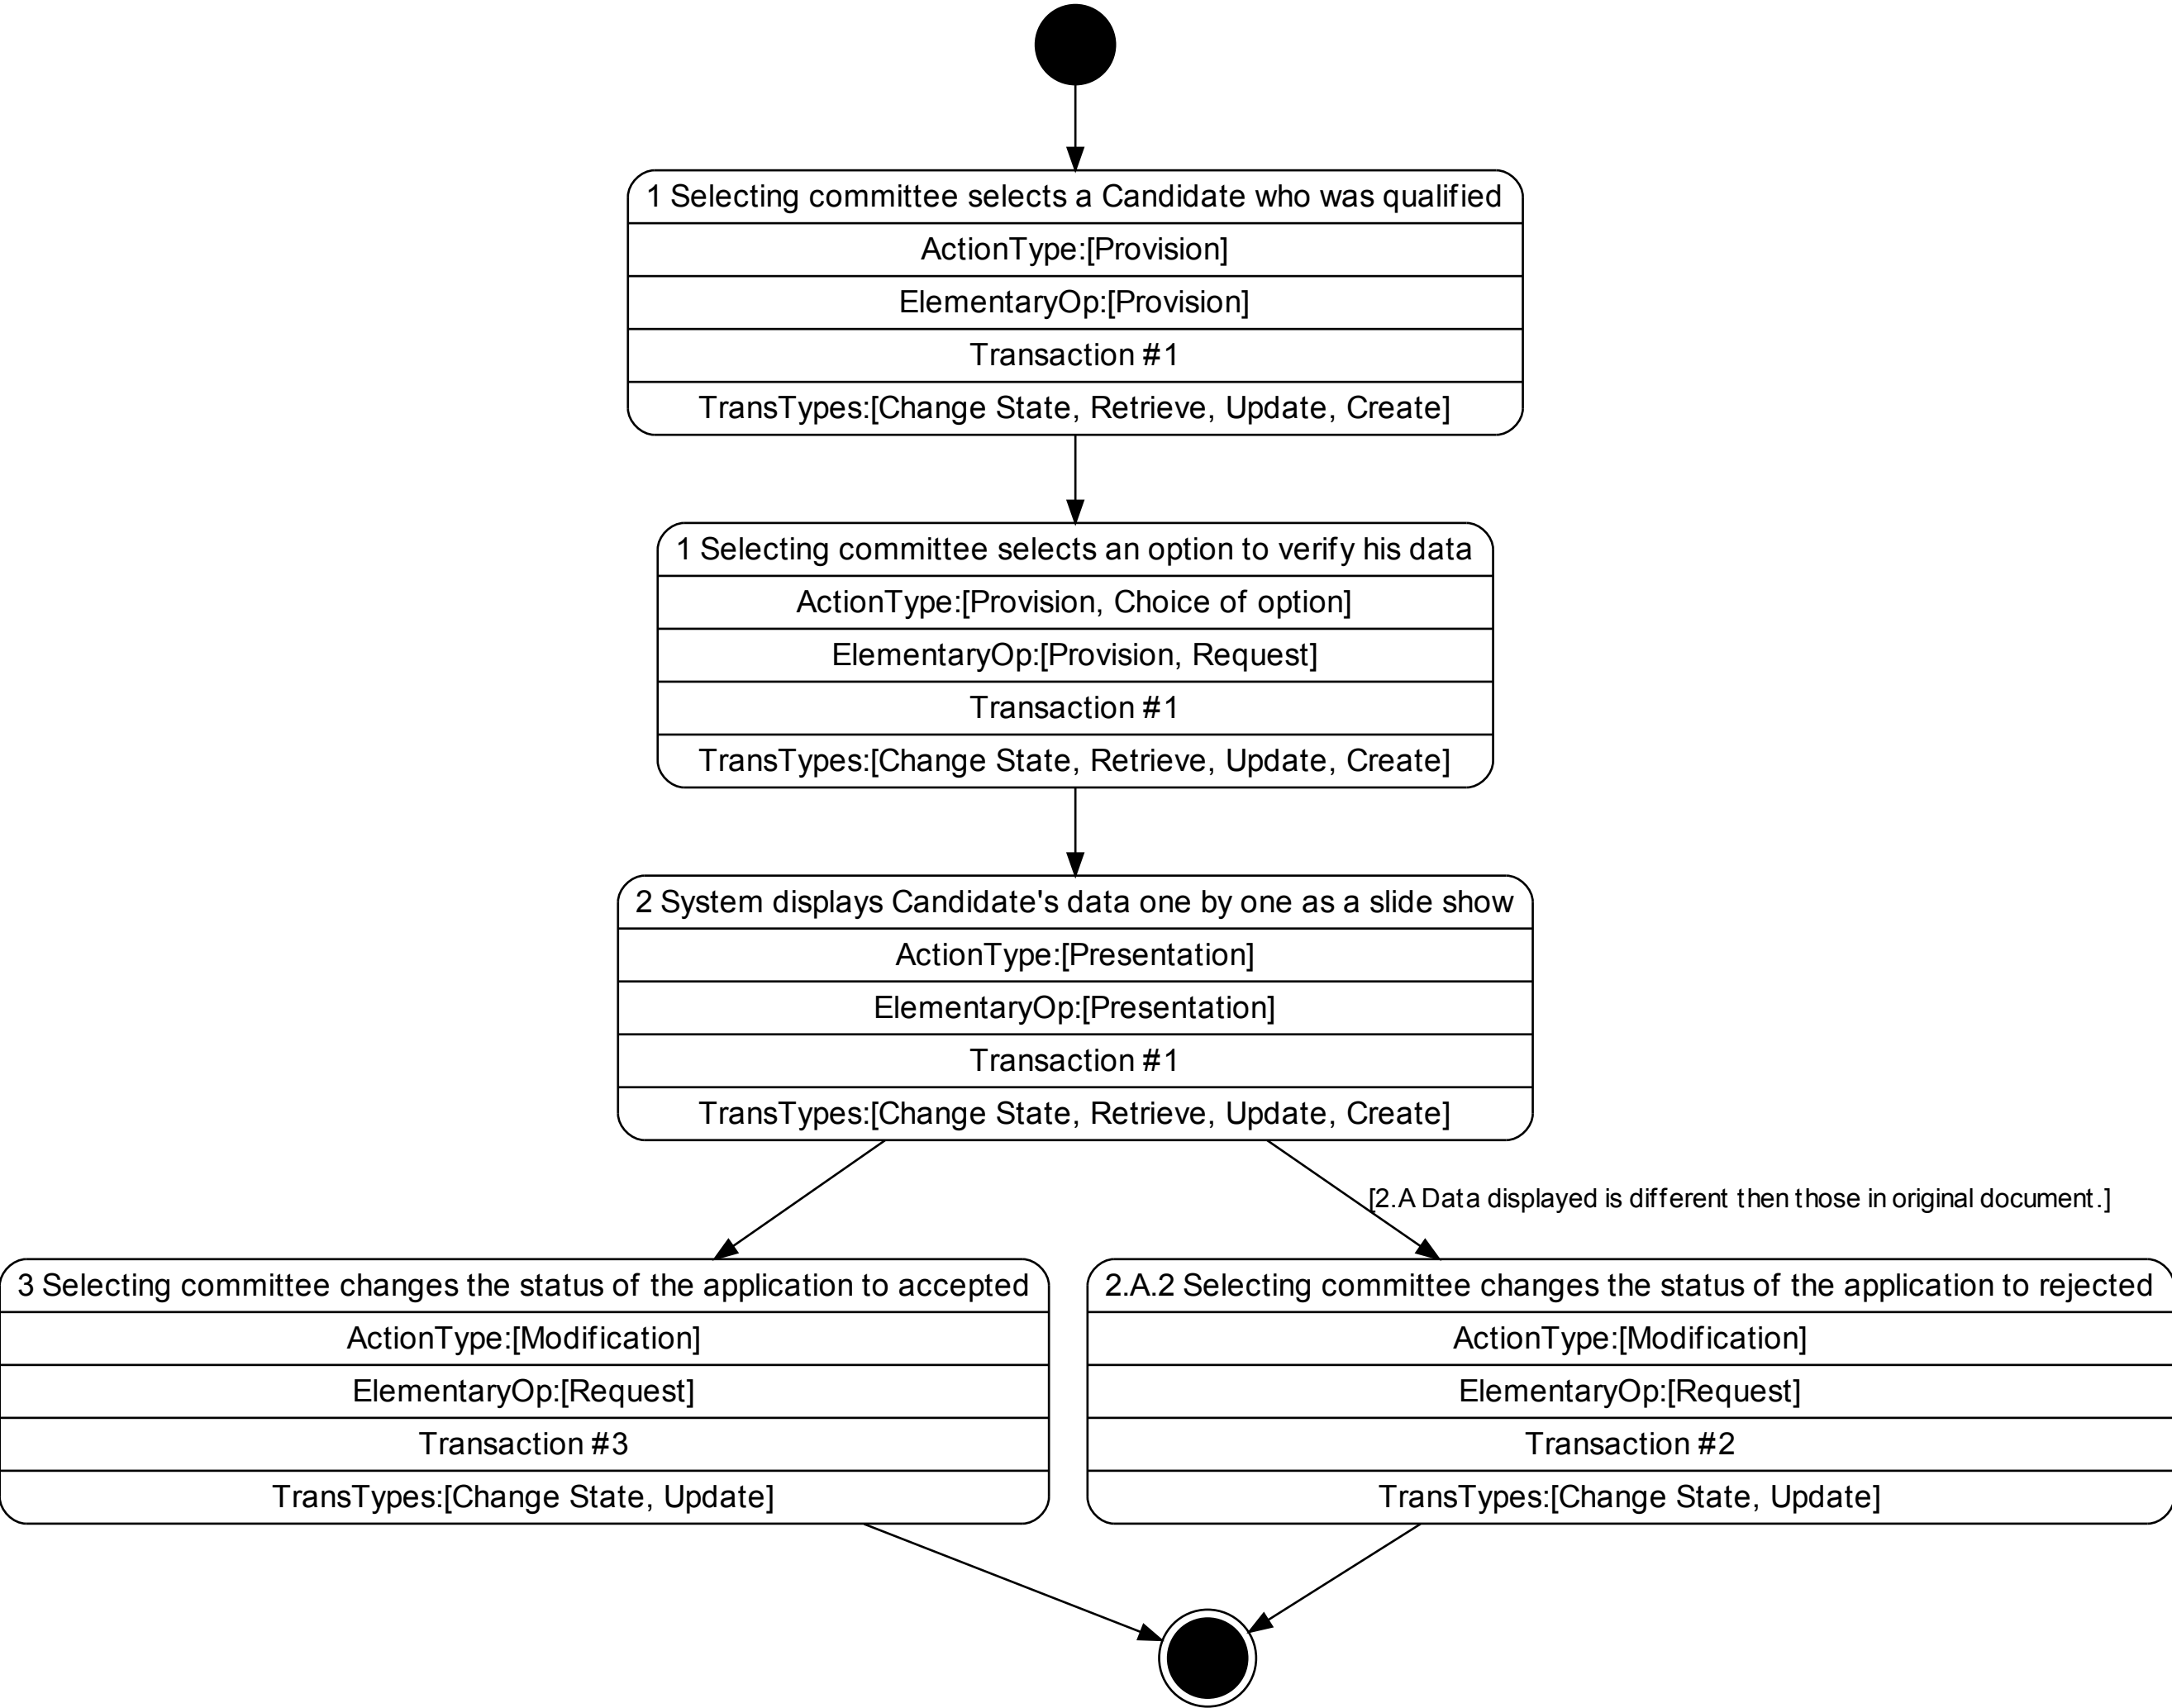 1 Selecting committee selects a Candidate who was qualified
ActionType:[Provision]
ElementaryOp:[Provision]
Transaction #1
TransTypes:[Change State, Retrieve, Update, Create]
1 Selecting committee selects an option to verify his data
ActionType:[Provision, Choice of option]
ElementaryOp:[Provision, Request]
Transaction #1
TransTypes:[Change State, Retrieve, Update, Create]
2 System displays Candidate's data one by one as a slide show
ActionType:[Presentation]
ElementaryOp:[Presentation]
Transaction #1
TransTypes:[Change State, Retrieve, Update, Create]
[2.A Data displayed is different then those in original document.]
3 Selecting committee changes the status of the application to accepted
ActionType:[Modification]
ElementaryOp:[Request]
Transaction #3
TransTypes:[Change State, Update]
2.A.2 Selecting committee changes the status of the application to rejected
ActionType:[Modification]
ElementaryOp:[Request]
Transaction #2
TransTypes:[Change State, Update]